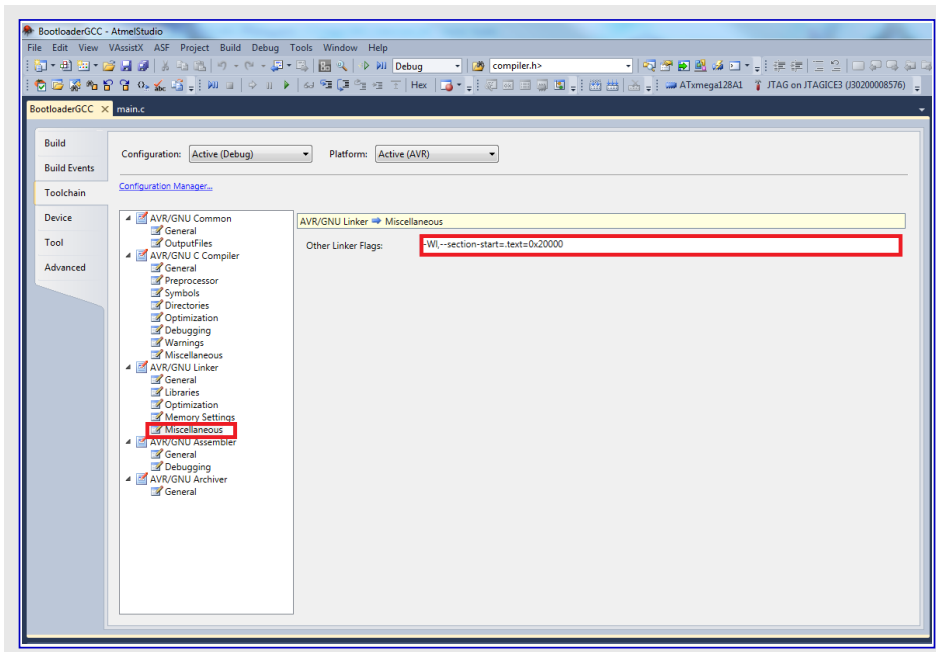 BootloaderGCC - AtmelStudio
File Edit View VAssistX ASF Project Build Debug Tools Window Help
Debug compiler.h>
Hex ATxmega128A1 JTAG on JTAGICE3 (J30200008576)
BootloaderGCC main.c
Build
Build Events
Toolchain
Device
Tool
Advanced
Configuration: Active (Debug) Platform: Active (AVR)
Configuration Manager...
AVR/GNU Common
General
OutputFiles
AVR/GNU C Compiler
General
Preprocessor
Symbols
Directories
Optimization
Debugging
Warnings
Miscellaneous
AVR/GNU Linker
General
Libraries
Optimization
Memory Settings
Miscellaneous
AVR/GNU Assembler
General
Debugging
AVR/GNU Archiver
General
AVR/GNU Linker Miscellaneous
Other Linker Flags: -Wl,--section-start=.text=0x20000